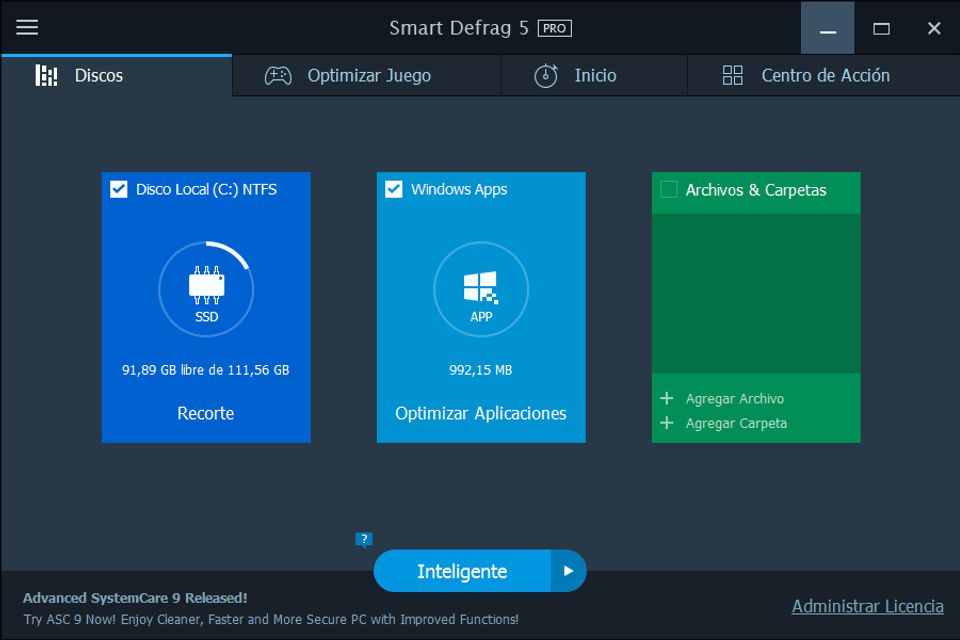 Smart Defrag 5 PRO
Discos
Optimizar Juego
Inicio
Centro de Acción
Disco Local (C:) NTFS
SSD
91,89 GB libre de 111,56 GB
Recorte
Windows Apps
APP
992,15 MB
Optimizar Aplicaciones
Archivos & Carpetas
Agregar Archivo
Agregar Carpeta
?
Inteligente
Advanced SystemCare 9 Released!
Try ASC 9 Now! Enjoy Cleaner, Faster and More Secure PC with Improved Functions!
Administrar Licencia